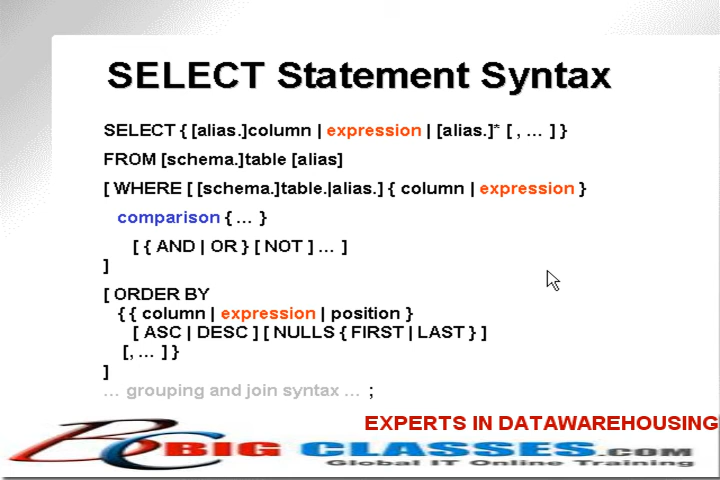 SELECT Statement Syntax
SELECT { [alias.]column | expression | [alias.]* [ , … ] }
FROM [schema.]table [alias]
[ WHERE [ [schema.]table.|alias.] { column | expression }
comparison { … }
[ { AND | OR } [ NOT ] … ]
]
[ ORDER BY
{ { column | expression | position }
[ ASC | DESC ] [ NULLS { FIRST | LAST } ]
[, … ] }
]
… grouping and join syntax … ;
EXPERTS IN DATAWAREHOUSING
BC BIG CLASSES.COM
Global IT Online Training